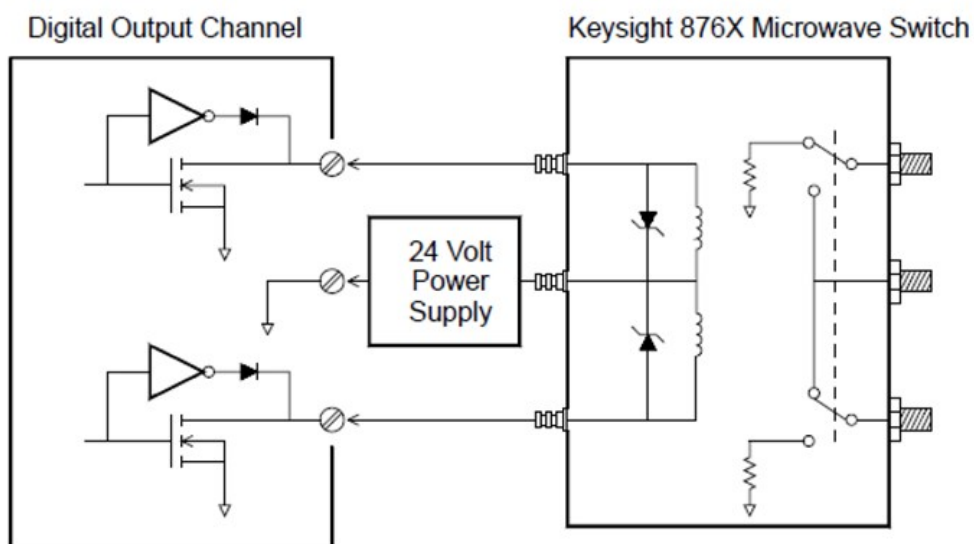 Digital Output Channel
Keysight 876X Microwave Switch
24 Volt
Power
Supply